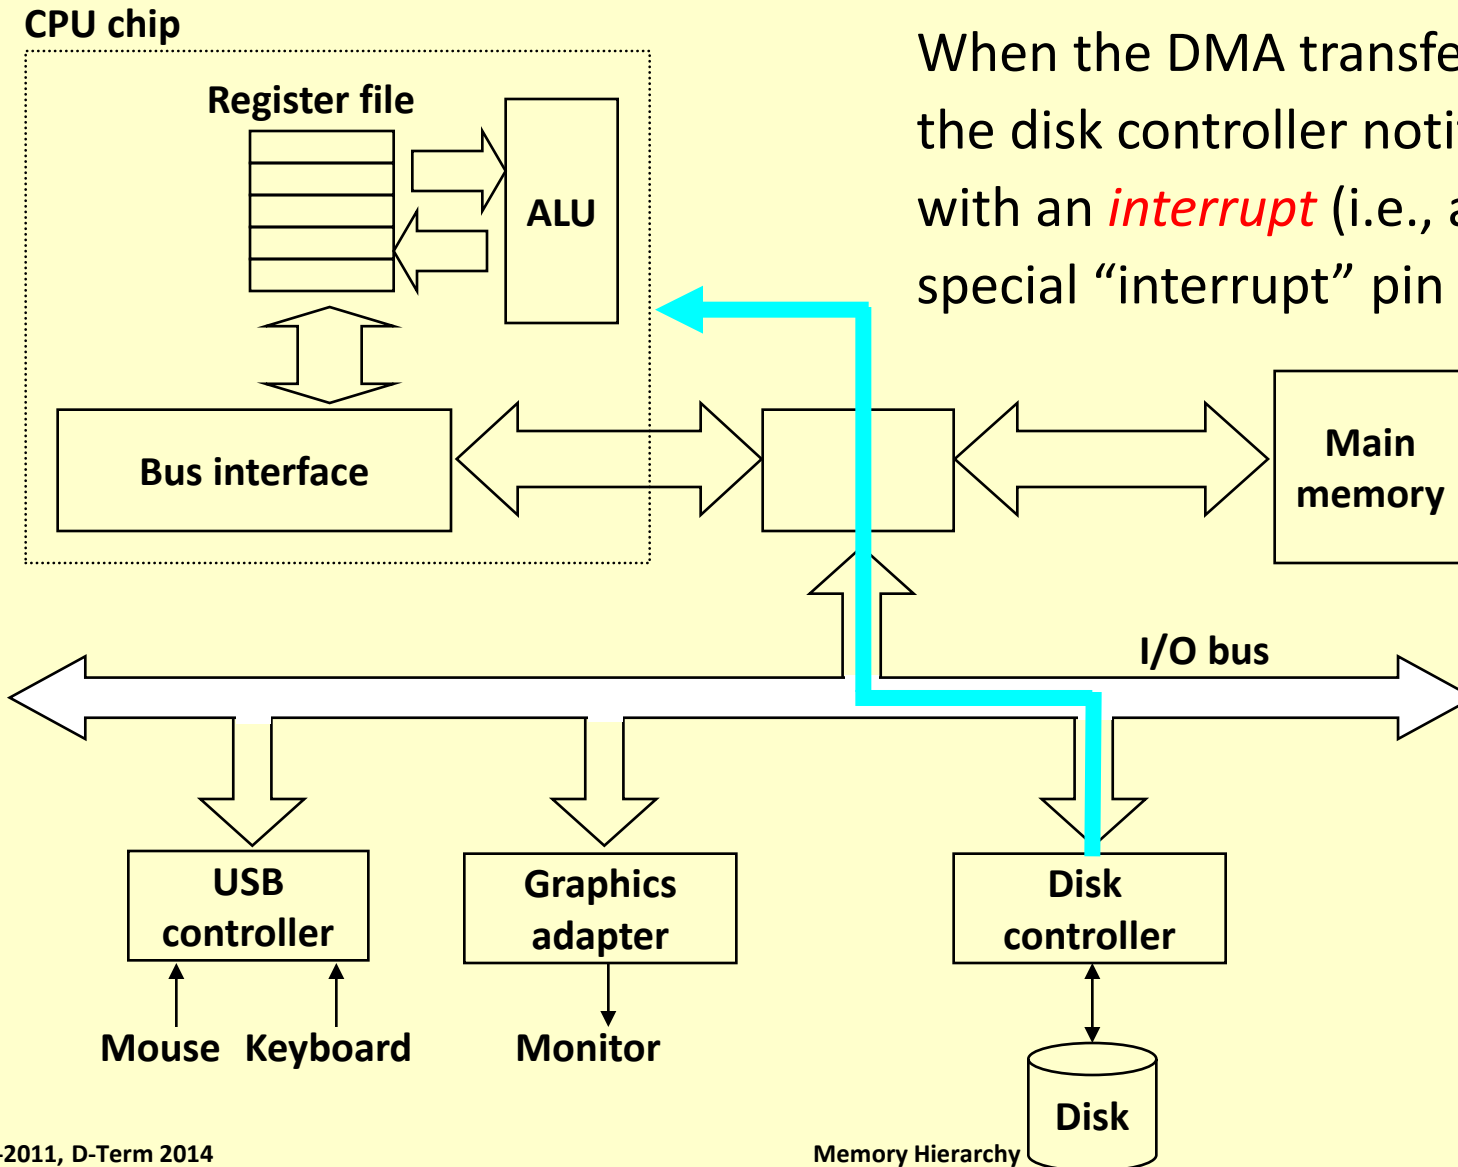 CPU chip
When the DMA transfe
the disk controller noti
with an interrupt (i.e., a
special “interrupt” pin
Register file
ALU
Bus interface
Main
memory
I/O bus
USB
controller
Graphics
adapter
Disk
controller
Mouse Keyboard
Monitor
Disk
-2011, D-Term 2014
Memory Hierarchy